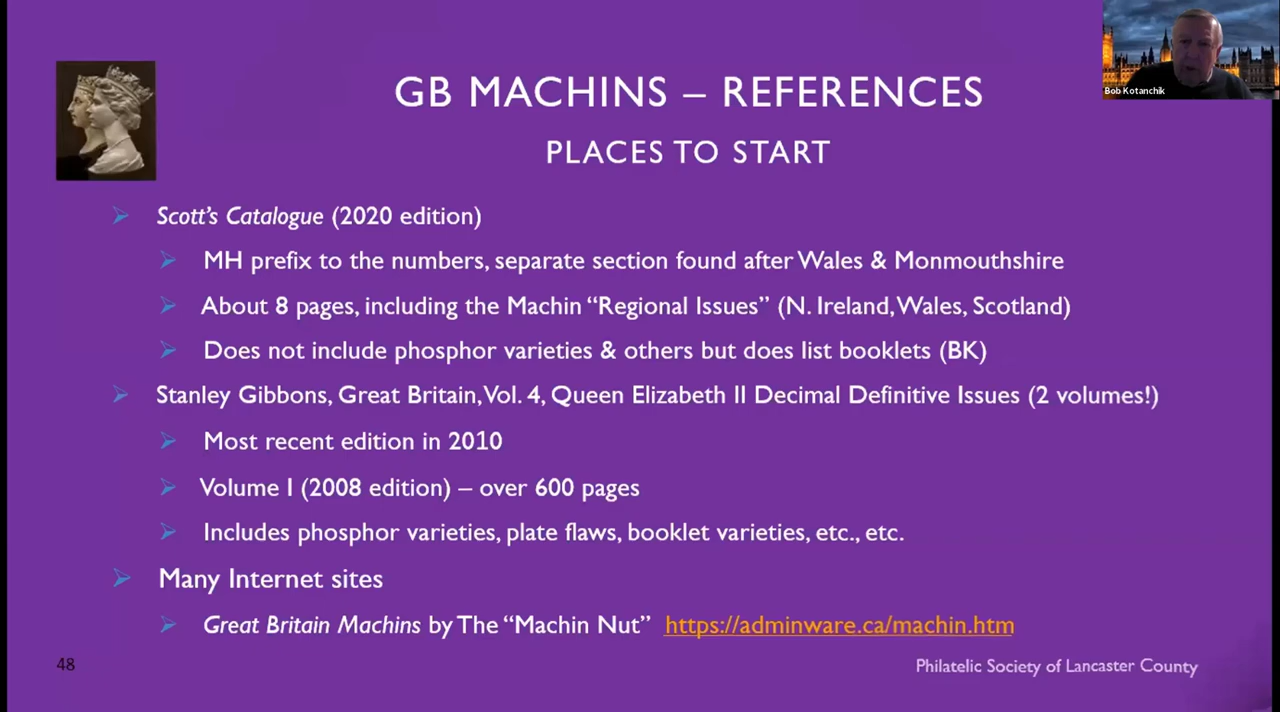 Bob Kotanchik
GB MACHINS – REFERENCES
PLACES TO START
Scott's Catalogue (2020 edition)
MH prefix to the numbers, separate section found after Wales & Monmouthshire
About 8 pages, including the Machin “Regional Issues” (N. Ireland, Wales, Scotland)
Does not include phosphor varieties & others but does list booklets (BK)
Stanley Gibbons, Great Britain, Vol. 4, Queen Elizabeth II Decimal Definitive Issues (2 volumes!)
Most recent edition in 2010
Volume I (2008 edition) – over 600 pages
Includes phosphor varieties, plate flaws, booklet varieties, etc., etc.
Many Internet sites
Great Britain Machins by The “Machin Nut” https://adminware.ca/machin.htm
48
Philatelic Society of Lancaster County